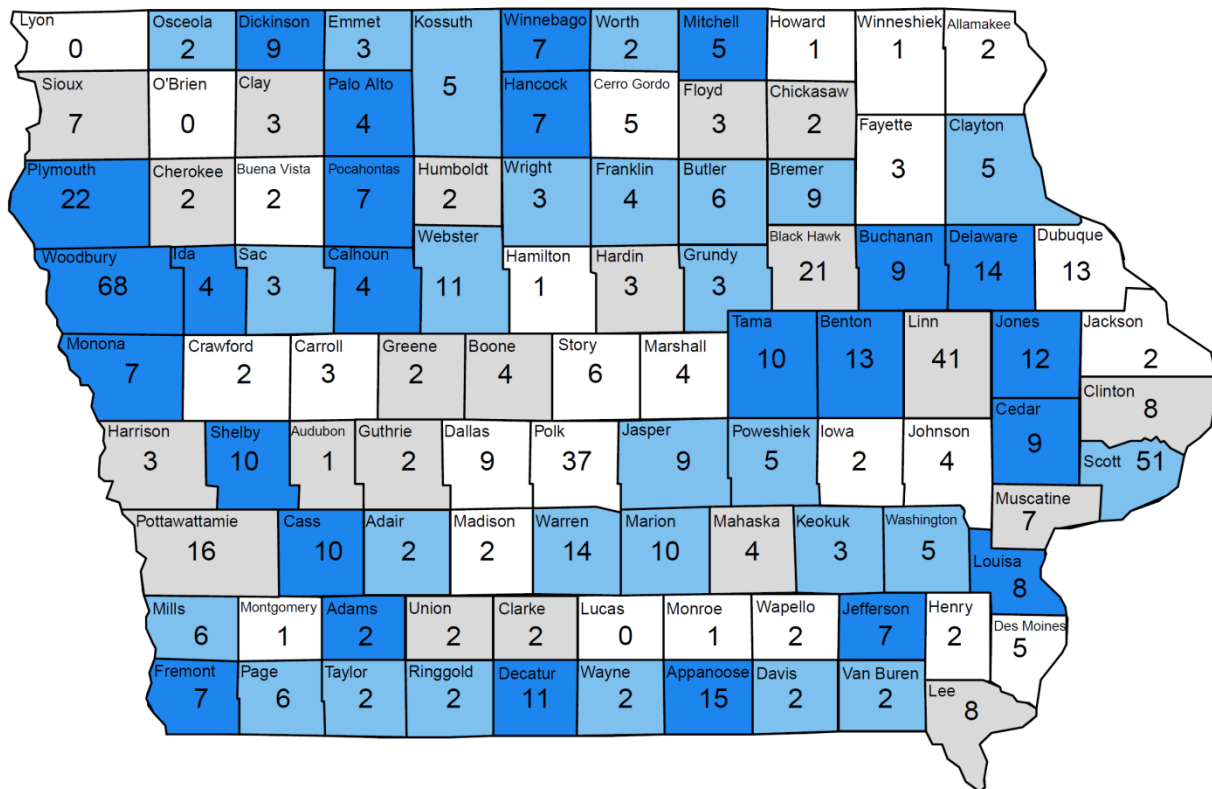 Lyon
0
Osceola
2
Dickinson
9
Emmet
3
Kossuth
5
Winnebago
7
Worth
2
Mitchell
5
Howard
1
Winneshiek
1
Allamakee
2
Sioux
7
O'Brien
0
Clay
3
Palo Alto
4
Hancock
7
Cerro Gordo
5
Floyd
3
Chickasaw
2
Fayette
3
Clayton
5
Plymouth
22
Cherokee
2
Buena Vista
2
Pocahontas
7
Humboldt
2
Wright
3
Franklin
4
Butler
6
Bremer
9
Woodbury
68
Ida
4
Sac
3
Calhoun
4
Webster
11
Hamilton
1
Hardin
3
Grundy
3
Black Hawk
21
Buchanan
9
Delaware
14
Dubuque
13
Monona
7
Crawford
2
Carroll
3
Greene
2
Boone
4
Story
6
Marshall
4
Tama
10
Benton
13
Linn
41
Jones
12
Jackson
2
Clinton
8
Harrison
3
Shelby
10
Audubon
1
Guthrie
2
Dallas
9
Polk
37
Jasper
9
Poweshiek
5
Iowa
2
Johnson
4
Cedar
9
Scott 51
Muscatine
7
Pottawattamie
16
Cass
10
Adair
2
Madison
2
Warren
14
Marion
10
Mahaska
4
Keokuk
3
Washington
5
Louisa
8
Mills
6
Montgomery
1
Adams
2
Union
2
Clarke
2
Lucas
0
Monroe
1
Wapello
2
Jefferson
7
Henry
2
Des Moines
5
Fremont
7
Page
6
Taylor
2
Ringgold
2
Decatur
11
Wayne
2
Appanoose
15
Davis
2
Van Buren
2
Lee
8